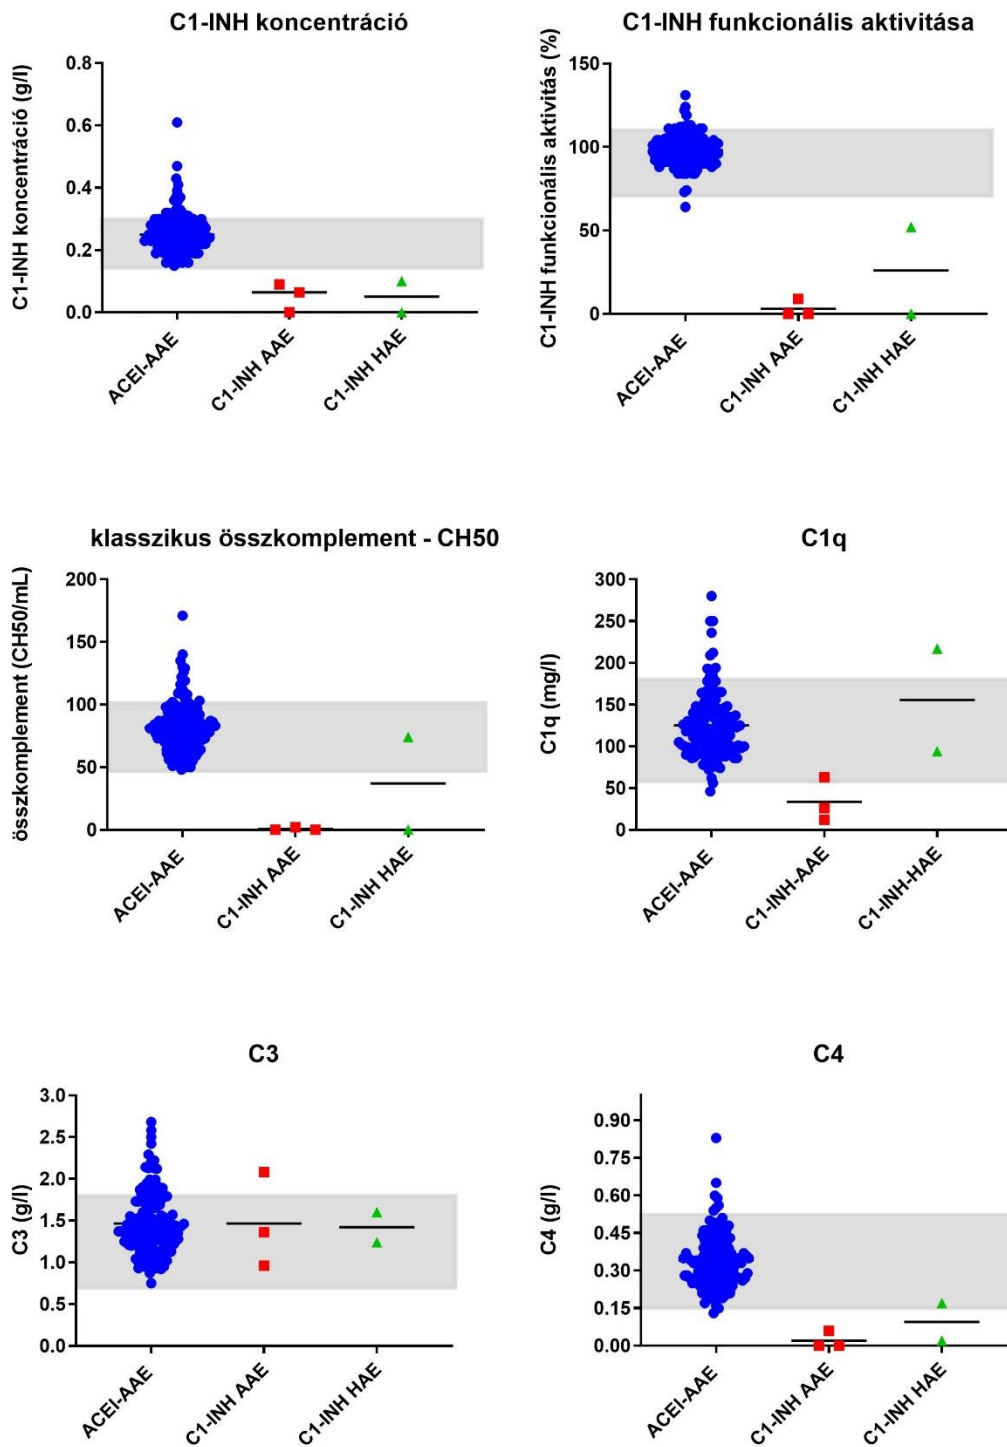 C1-INH koncentráció
C1-INH koncentráció (g/l)
0.8
0.6
0.4
0.2
0.0
ACEI-AAE
C1-INH AAE
C1-INH HAE
C1-INH funkcionális aktivitása
C1-INH funkcionális aktivitás (%)
150
100
50
0
ACEI-AAE
C1-INH AAE
C1-INH HAE
klasszikus összkomplement - CH50
összkomplement (CH50/mL)
200
150
100
50
0
ACEI-AAE
C1-INH AAE
C1-INH HAE
C1q
C1q (mg/l)
300
250
200
150
100
50
0
ACEI-AAE
C1-INH-AAE
C1-INH-HAE
C3
C3 (g/l)
3.0
2.5
2.0
1.5
1.0
0.5
0.0
ACEI-AAE
C1-INH AAE
C1-INH HAE
C4
C4 (g/l)
0.90
0.75
0.60
0.45
0.30
0.15
0.00
ACEI-AAE
C1-INH AAE
C1-INH HAE